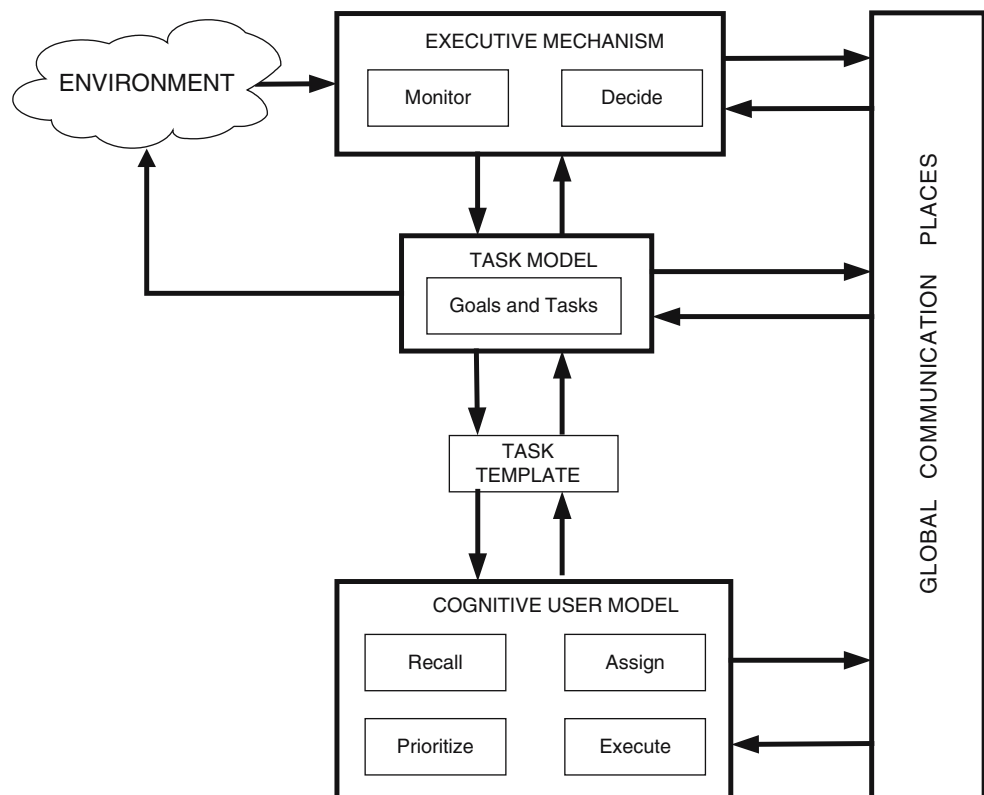 EXECUTIVE MECHANISM
ENVIRONMENT
Monitor
Decide
TASK MODEL
Goals and Tasks
TASK
TEMPLATE
COGNITIVE USER MODEL
Recall
Assign
Prioritize
Execute
GLOBAL COMMUNICATION PLACES